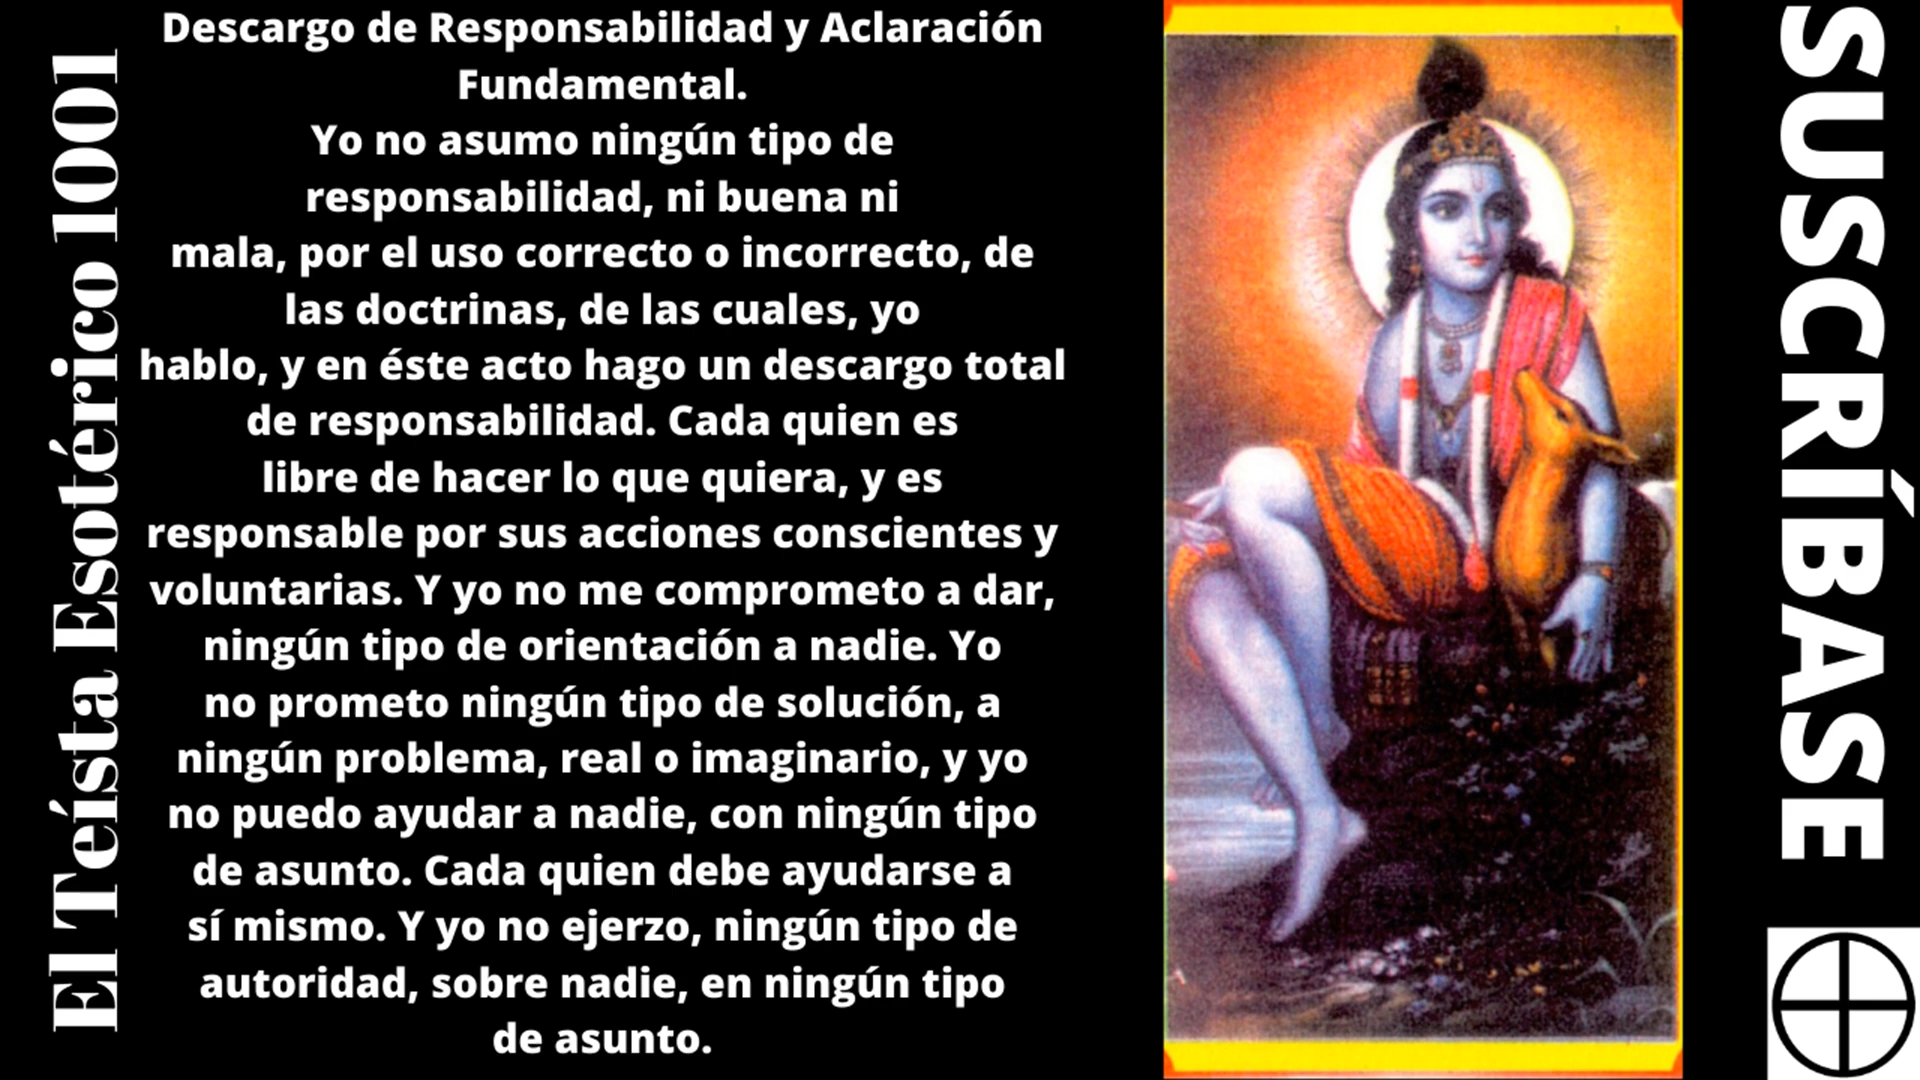 El Teísta Esotérico 1001
Descargo de Responsabilidad y Aclaración
Fundamental.
Yo no asumo ningún tipo de
responsabilidad, ni buena ni
mala, por el uso correcto o incorrecto, de
las doctrinas, de las cuales, yo
hablo, y en éste acto hago un descargo total
de responsabilidad. Cada quien es
libre de hacer lo que quiera, y es
responsable por sus acciones conscientes y
voluntarias. Y yo no me comprometo a dar,
ningún tipo de orientación a nadie. Yo
no prometo ningún tipo de solución, a
ningún problema, real o imaginario, y yo
no puedo ayudar a nadie, con ningún tipo
de asunto. Cada quien debe ayudarse a
sí mismo. Y yo no ejerzo, ningún tipo de
autoridad, sobre nadie, en ningún tipo
de asunto.
SUSCRÍBASE